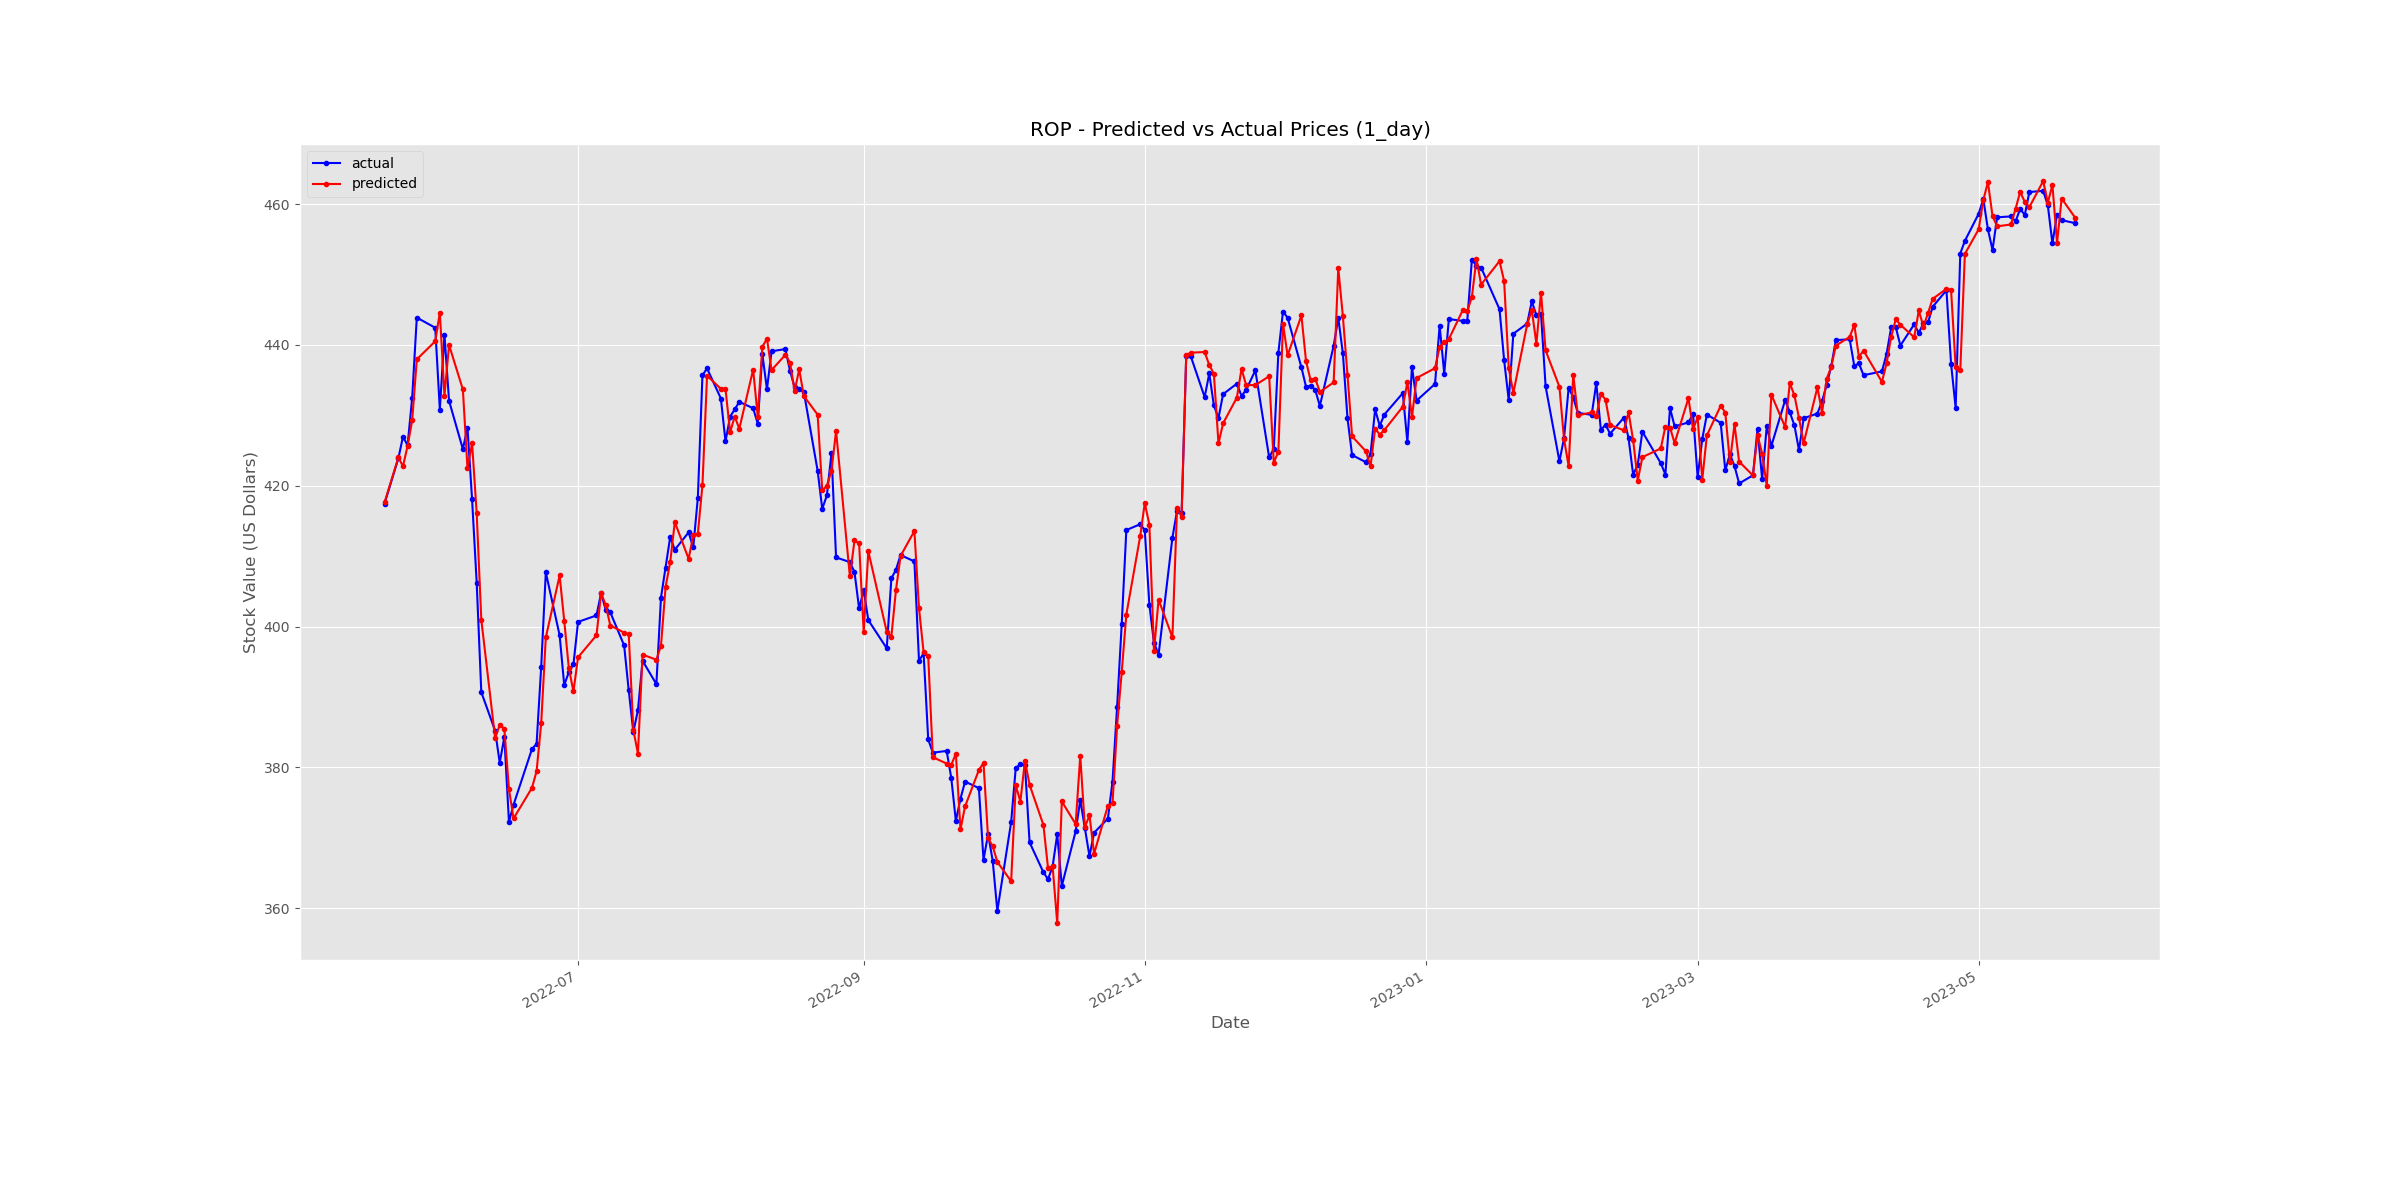 ROP - Predicted vs Actual Prices (1_day)
actual
predicted
460
440
420
400
380
360
Stock Value (US Dollars)
2022-07
2022-09
2022-11
2023-01
2023-03
2023-05
Date